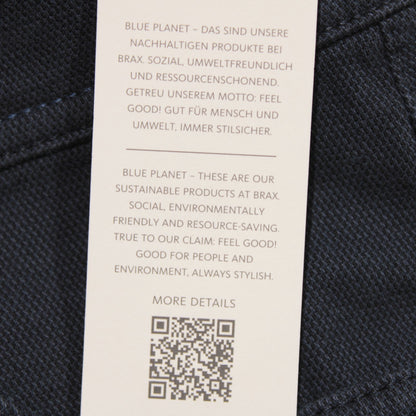 BLUE PLANET – DAS SIND UNSERE
NACHHALTIGEN PRODUKTE BEI
BRAX. SOZIAL, UMWELTFREUNDLICH
UND RESSOURCENSCHONEND.
GETREU UNSEREM MOTTO: FEEL
GOOD! GUT FÜR MENSCH UND
UMWELT, IMMER STILSICHER.
BLUE PLANET – THESE ARE OUR
SUSTAINABLE PRODUCTS AT BRAX.
SOCIAL, ENVIRONMENTALLY
FRIENDLY AND RESOURCE-SAVING.
TRUE TO OUR CLAIM: FEEL GOOD!
GOOD FOR PEOPLE AND
ENVIRONMENT, ALWAYS STYLISH.
MORE DETAILS